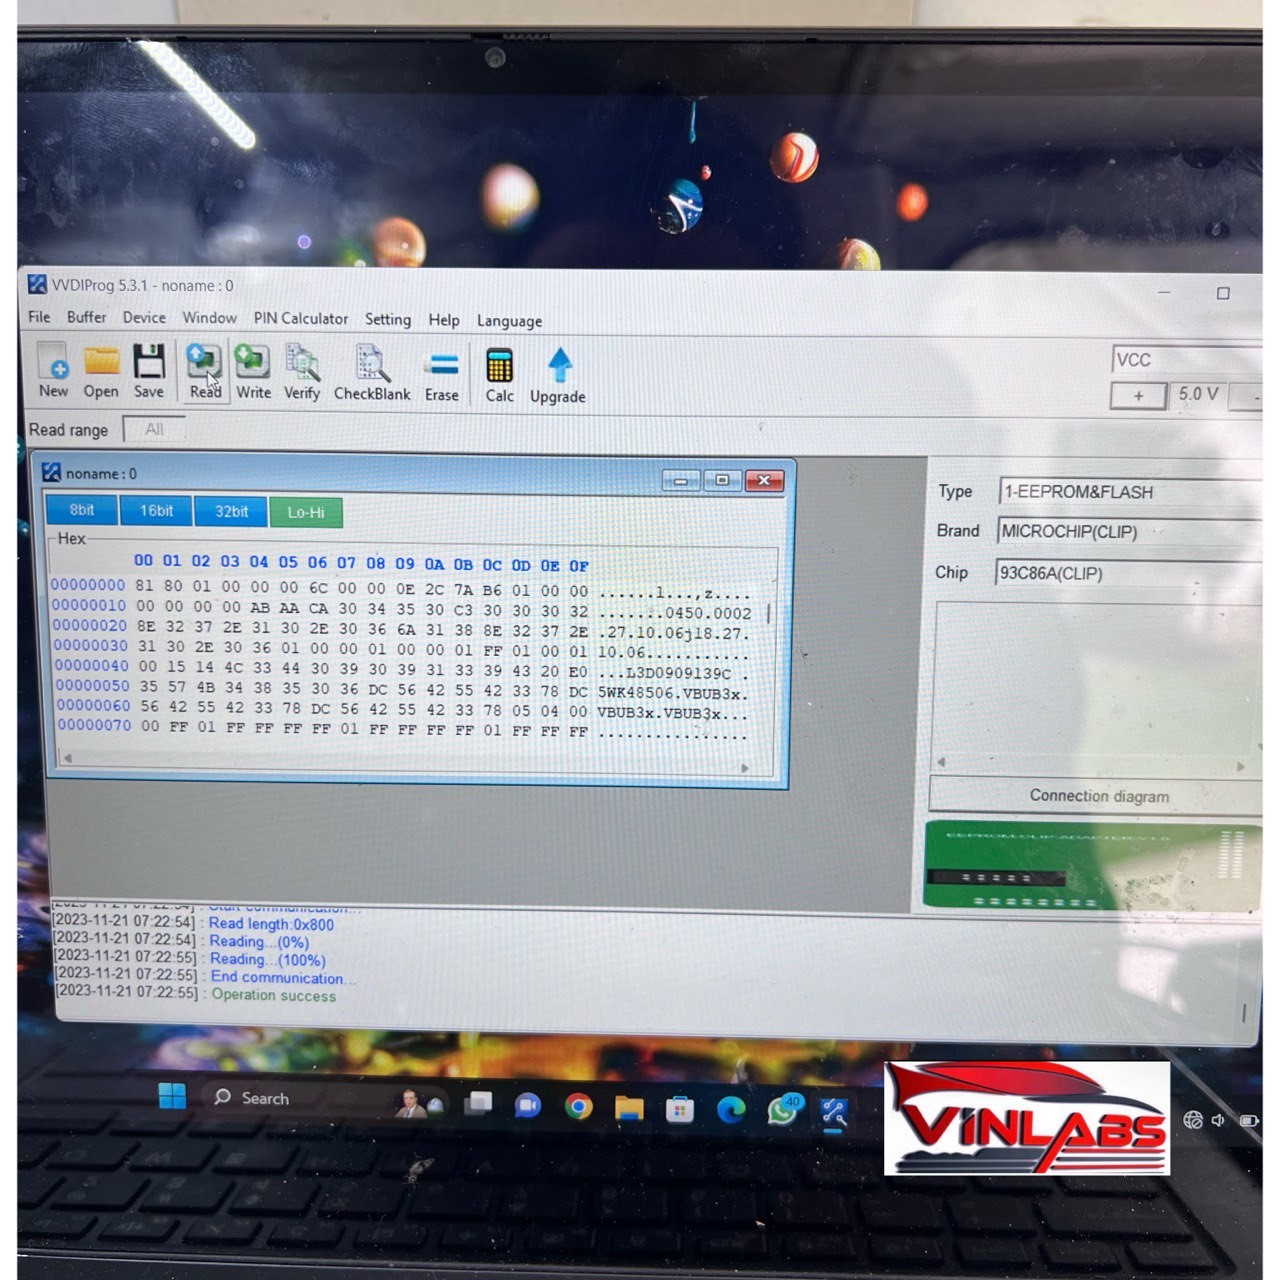 VVDIProg 5.3.1 - noname : 0
File Buffer Device Window PIN Calculator Setting Help Language
New Open Save Read Write Verify CheckBlank Erase Calc Upgrade
VCC
+ 5.0 V -
Read range All
noname : 0
8bit 16bit 32bit Lo-Hi
Hex
00 01 02 03 04 05 06 07 08 09 0A 0B 0C 0D 0E 0F
00000000 81 80 01 00 00 00 6C 00 00 0E 2C 7A B6 01 00 00 ......l...,z....
00000010 00 00 00 00 AB AA CA 30 34 35 30 C3 30 30 30 32 .......0450.0002
00000020 8E 32 37 2E 31 30 2E 30 36 6A 31 38 8E 32 37 2E .27.10.06j18.27.
00000030 31 30 2E 30 36 01 00 00 01 00 00 01 FF 01 00 01 10.06...........
00000040 00 15 14 4C 33 44 30 39 30 39 31 33 39 43 20 E0 ...L3D0909139C .
00000050 35 57 4B 34 38 35 30 36 DC 56 42 55 42 33 78 DC 5WK48506.VBUB3x.
00000060 56 42 55 42 33 78 DC 56 42 55 42 33 78 05 04 00 VBUB3x.VBUB3x...
00000070 00 FF 01 FF FF FF FF 01 FF FF FF FF 01 FF FF FF ................
Type 1-EEPROM&FLASH
Brand MICROCHIP(CLIP)
Chip 93C86A(CLIP)
Connection diagram
[2023-11-21 07:22:54] : Start communication...
[2023-11-21 07:22:54] : Read length:0x800
[2023-11-21 07:22:54] : Reading...(0%)
[2023-11-21 07:22:55] : Reading...(100%)
[2023-11-21 07:22:55] : End communication...
[2023-11-21 07:22:55] : Operation success
Search
40
VINLABS